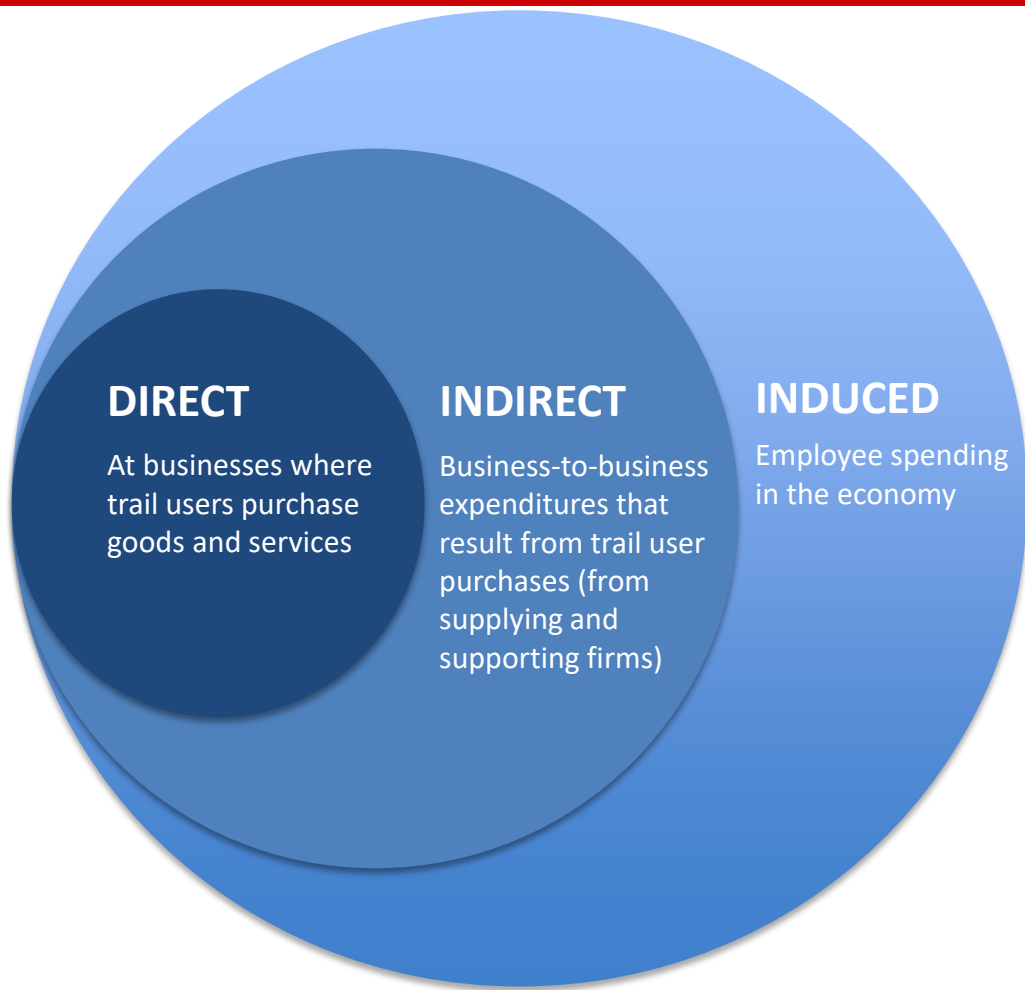 DIRECT
At businesses where
trail users purchase
goods and services
INDIRECT
Business-to-business
expenditures that
result from trail user
purchases (from
supplying and
supporting firms)
INDUCED
Employee spending
in the economy